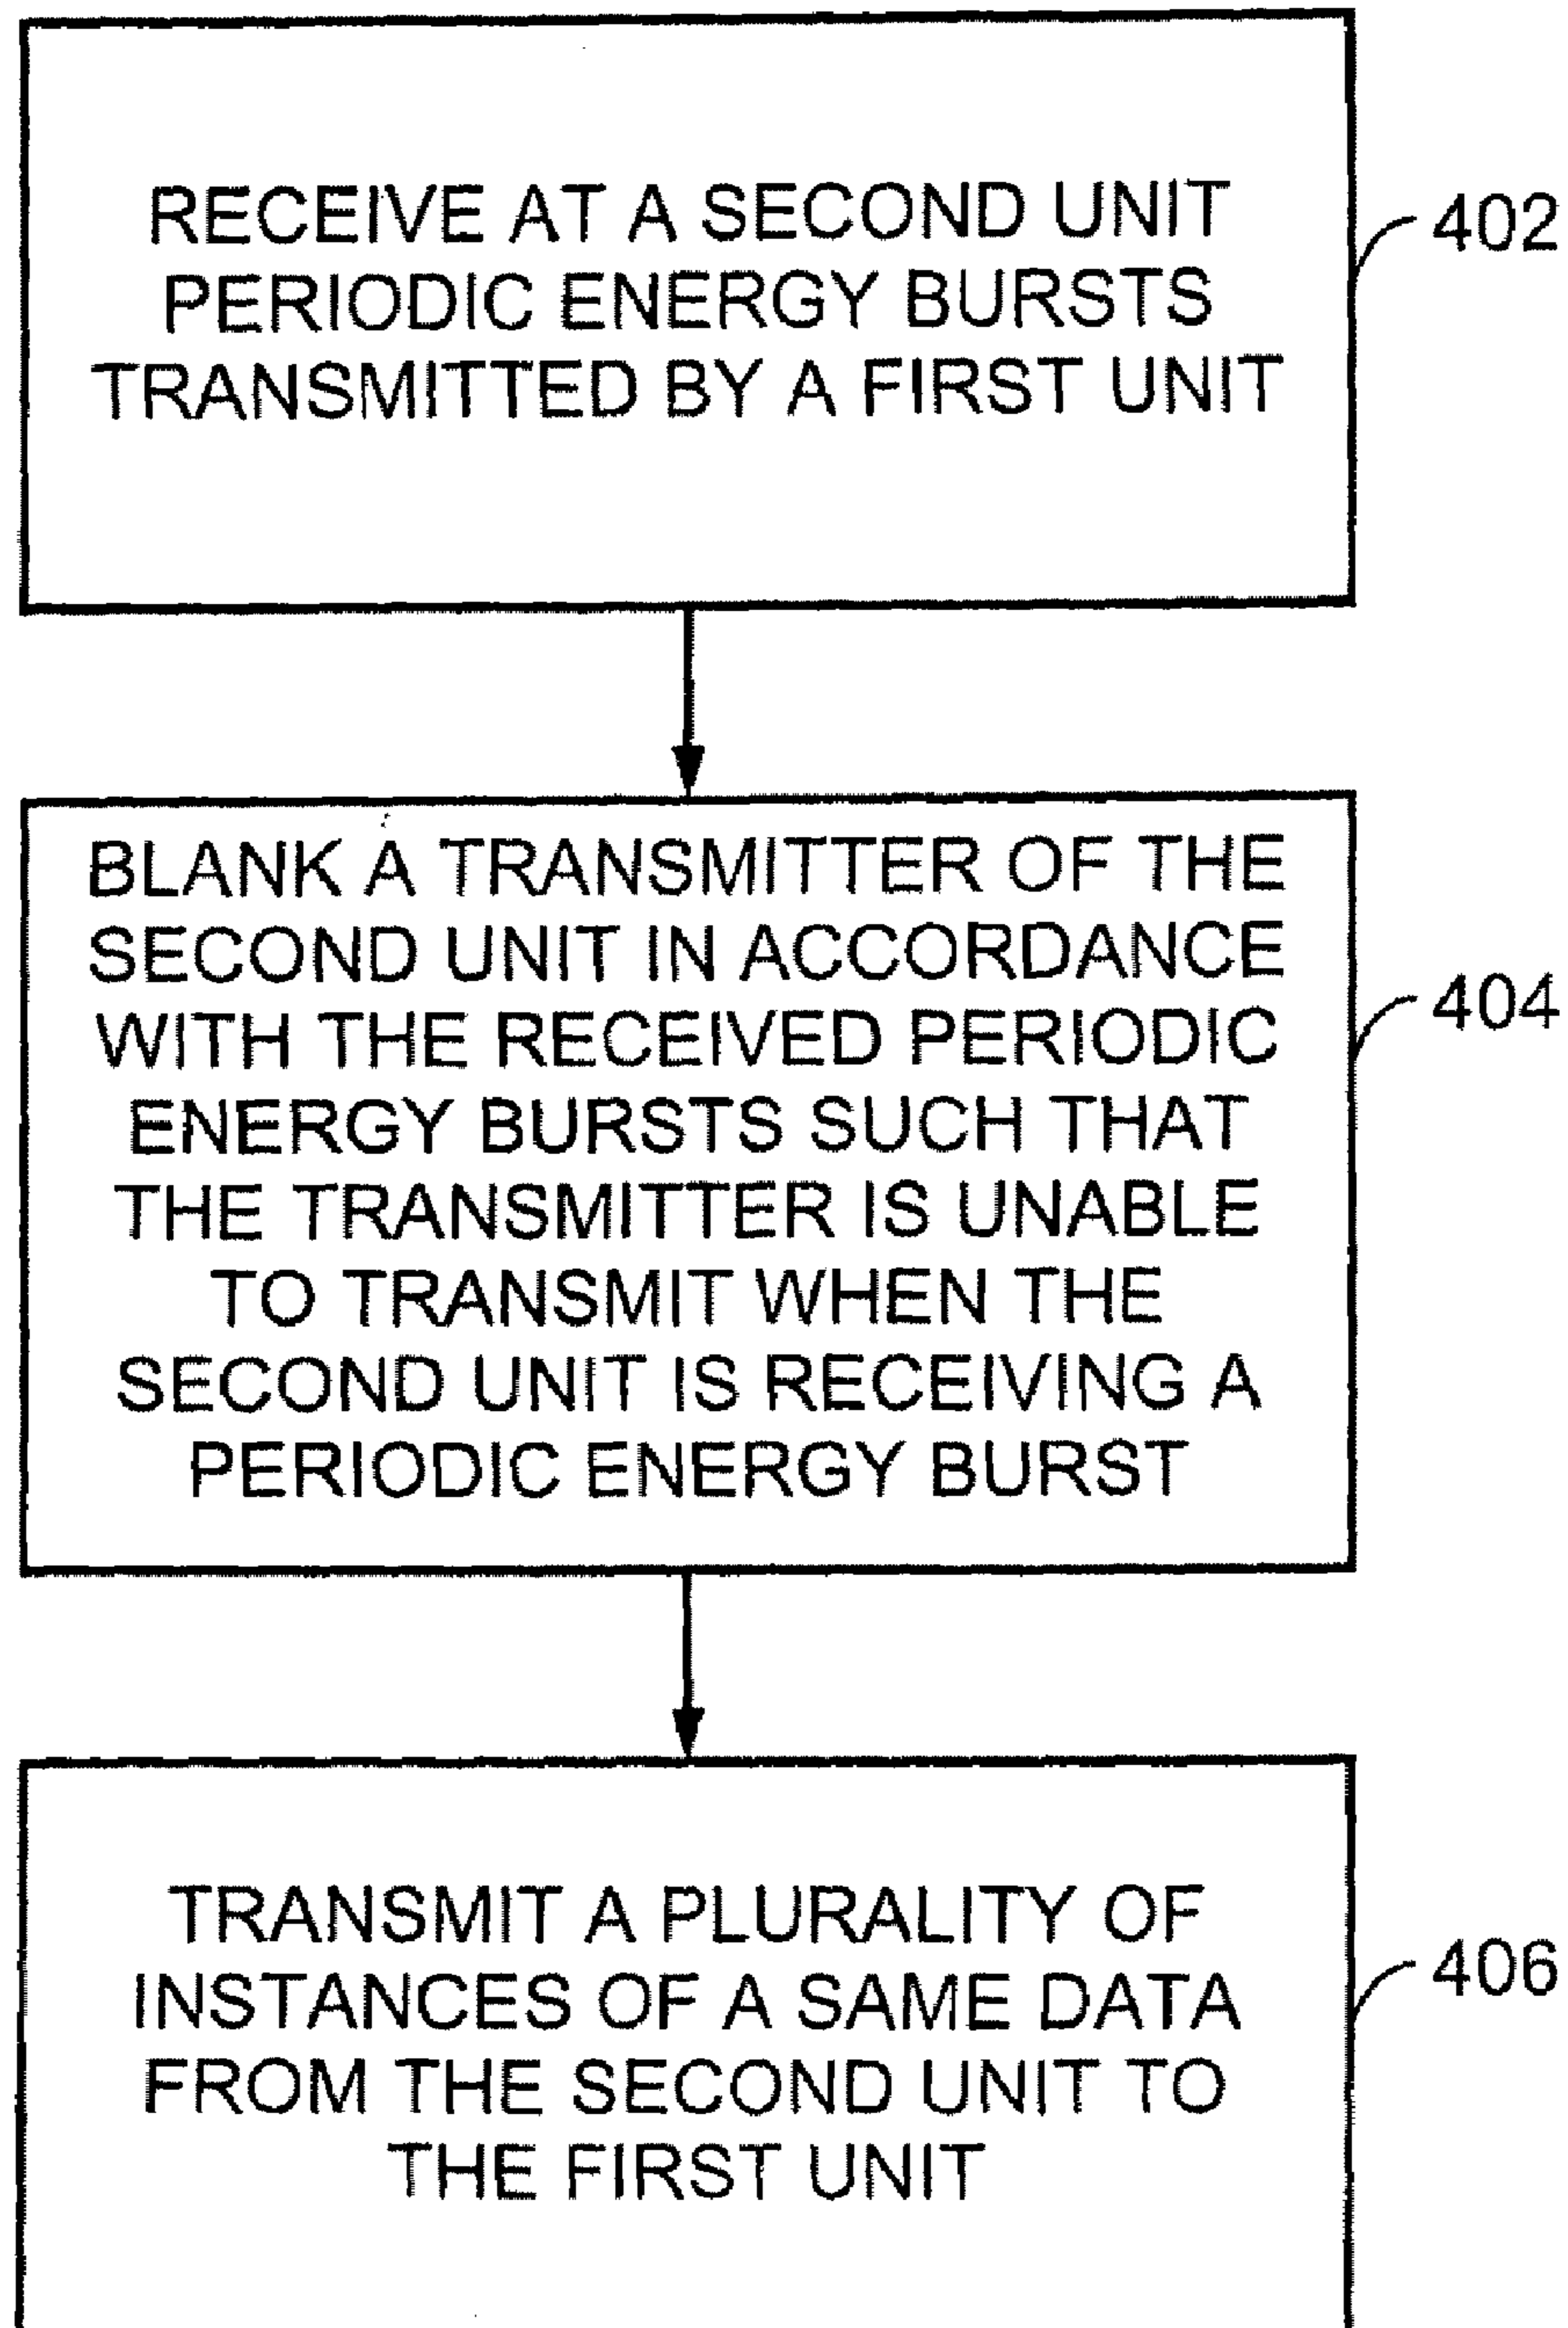 RECEIVE AT A SECOND UNIT
PERIODIC ENERGY BURSTS
TRANSMITTED BY A FIRST UNIT
402
BLANK A TRANSMITTER OF THE
SECOND UNIT IN ACCORDANCE
WITH THE RECEIVED PERIODIC
ENERGY BURSTS SUCH THAT
THE TRANSMITTER IS UNABLE
TO TRANSMIT WHEN THE
SECOND UNIT IS RECEIVING A
PERIODIC ENERGY BURST
404
TRANSMIT A PLURALITY OF
INSTANCES OF A SAME DATA
FROM THE SECOND UNIT TO
THE FIRST UNIT
406